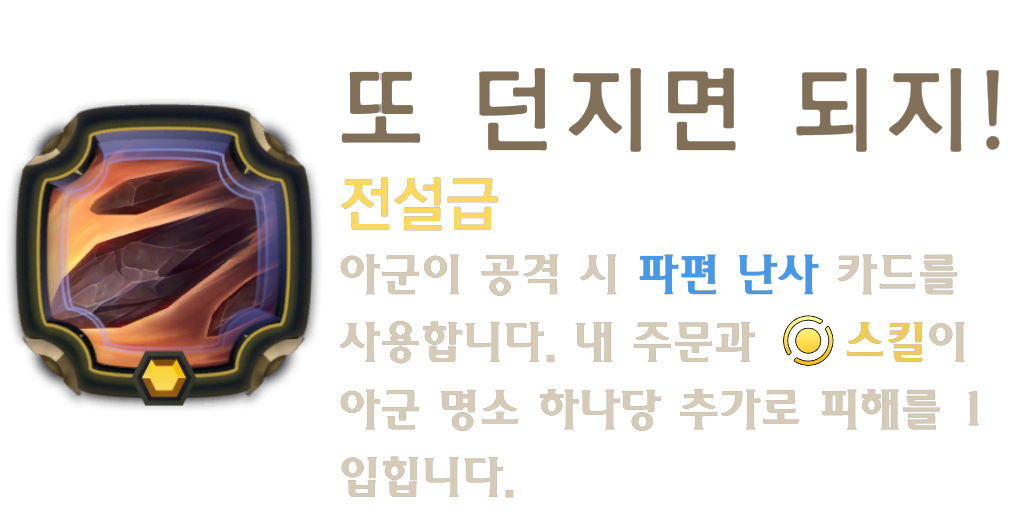 또 던지면 되지!
전설급
아군이 공격 시 파편 난사 카드를
사용합니다. 내 주문과 스킬이
아군 명소 하나당 추가로 피해를 1
입힙니다.